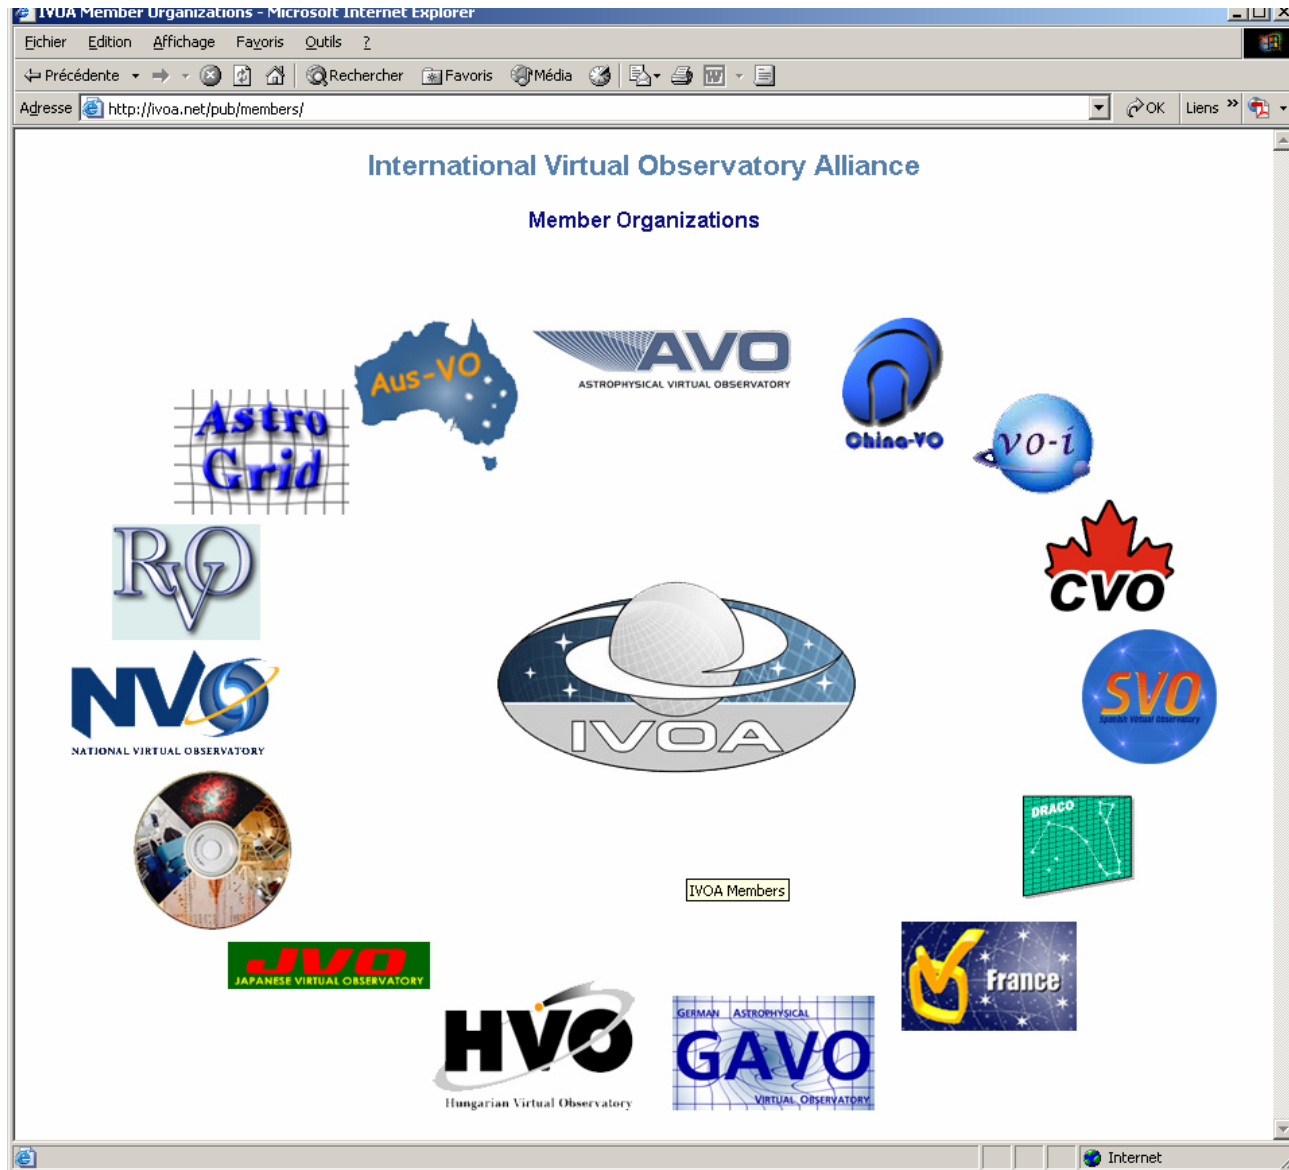 IVOA Member Organizations - Microsoft Internet Explorer
Fichier Edition Affichage Favoris Outils ?
Précédente Rechercher Favoris Média
Adresse http://ivoa.net/pub/members/ OK Liens »
International Virtual Observatory Alliance
Member Organizations
Aus-VO
AVO
ASTROPHYSICAL VIRTUAL OBSERVATORY
China-VO
Astro
Grid
vo-i
RVO
CVO
IVOA
SVO
Spanish Virtual Observatory
NVO
NATIONAL VIRTUAL OBSERVATORY
DRACO
IVOA Members
JVO
JAPANESE VIRTUAL OBSERVATORY
France
HVO
Hungarian Virtual Observatory
GERMAN ASTROPHYSICAL
GAVO
VIRTUAL OBSERVATORY
Internet